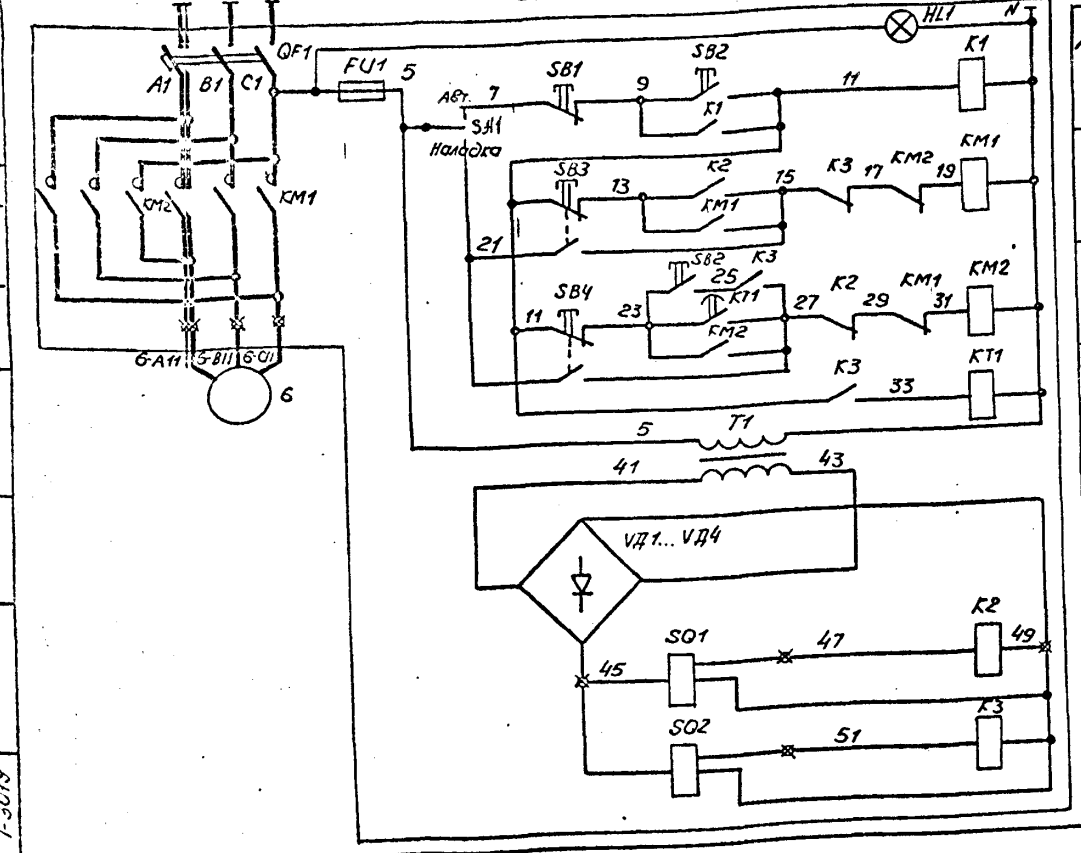 HL1
N
QF1
A1
B1
C1
FU1
5
Авт.
7
SB1
9
SB2
11
K1
SA1
K1
Наладка
SB3
13
K2
15
K3
17
KM2
19
KM1
KM2
KM1
KM1
21
SB2
25
K3
KM2
11
SB4
23
KT1
27
K2
29
KM1
31
KM2
KT1
K3
33
6-A11
5-B11
6-C11
6
5
T1
41
43
VД1...VД4
K2
SQ1
45
47
49
K3
SQ2
51